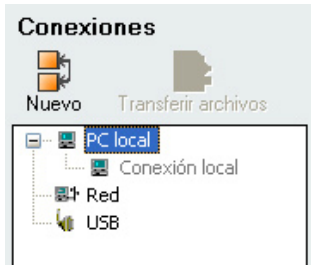 Conexiones
Nuevo Transferir archivos
PC local
Conexión local
Red
USB